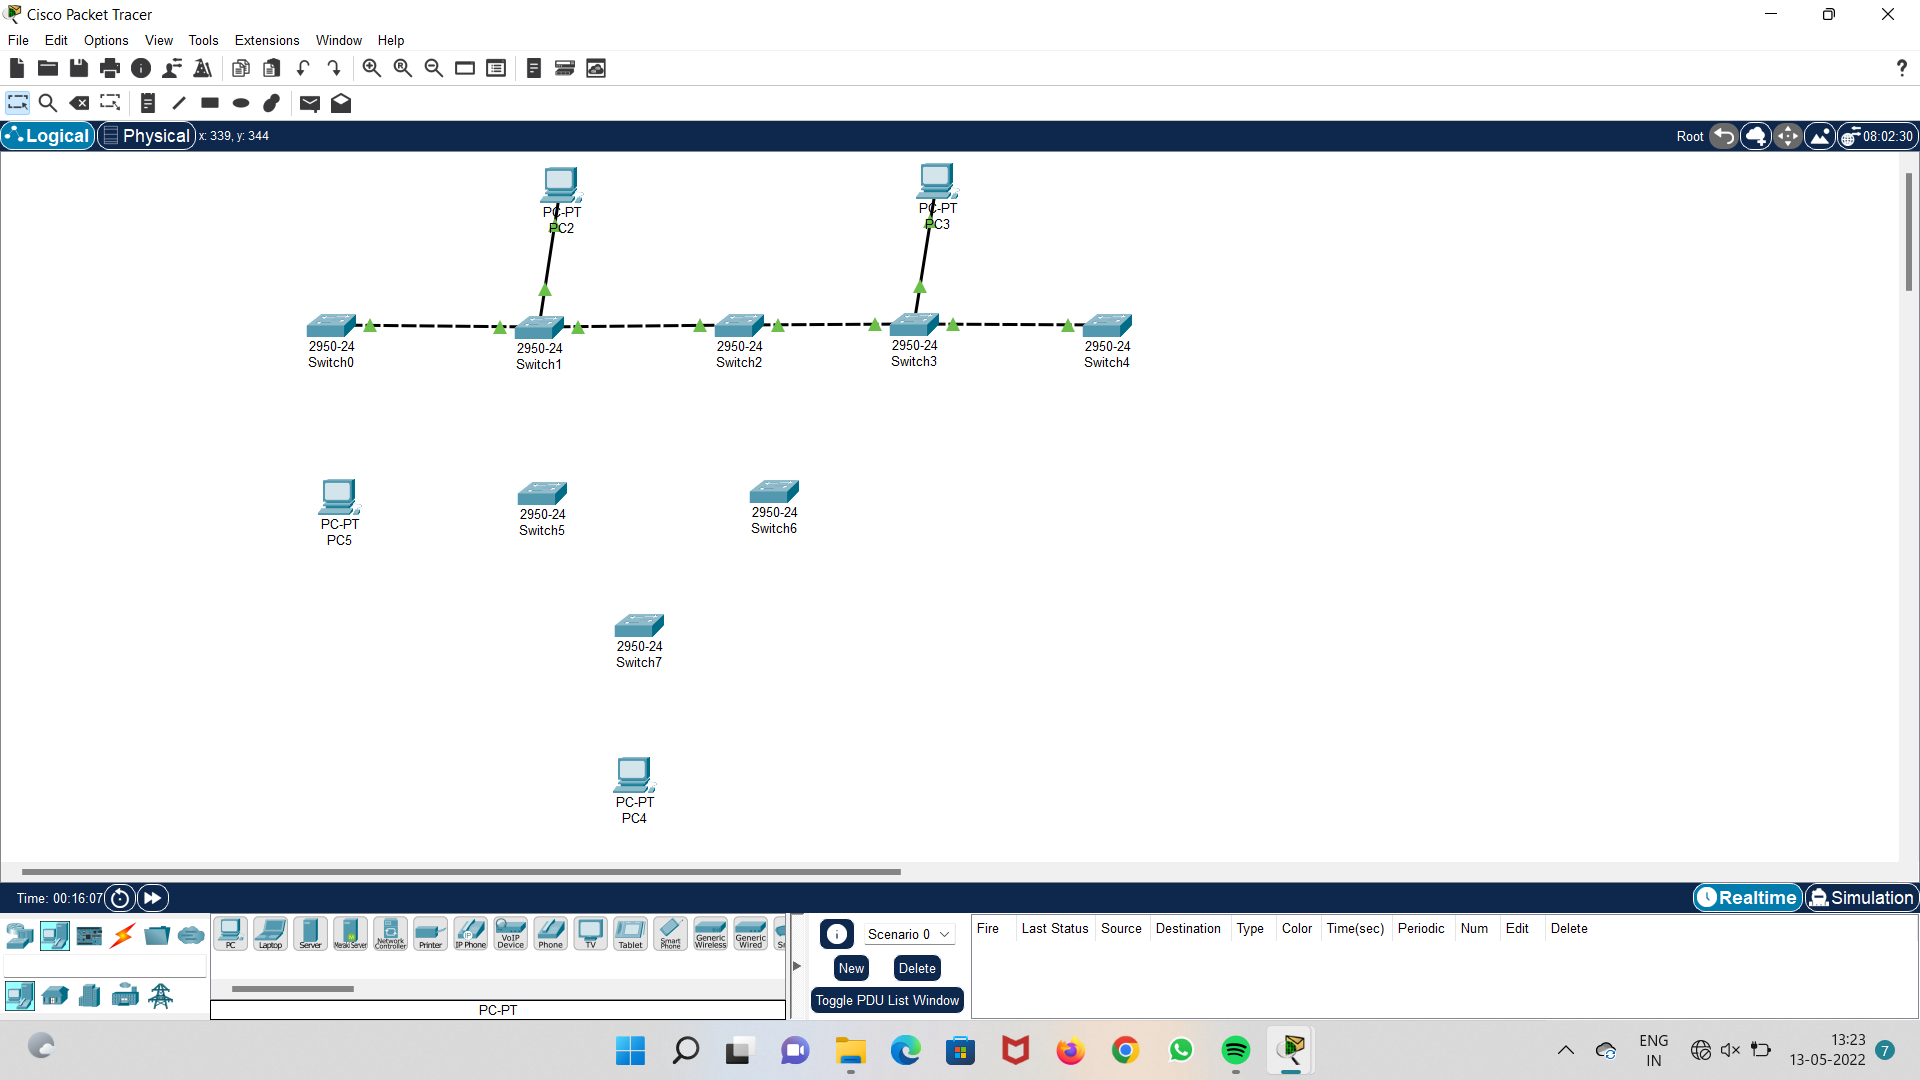 Cisco Packet Tracer
File Edit Options View Tools Extensions Window Help
?
Logical Physical x: 339, y: 344 Root 08:02:30
PC-PT
PC2
PC-PT
PC3
2950-24
Switch0
2950-24
Switch1
2950-24
Switch2
2950-24
Switch3
2950-24
Switch4
PC-PT
PC5
2950-24
Switch5
2950-24
Switch6
2950-24
Switch7
PC-PT
PC4
Time: 00:16:07 Realtime Simulation
PC Laptop Server Meraki Server Network Controller Printer IP Phone VoIP Device Phone TV Tablet Smart Phone Generic Wireless Generic Wired
PC-PT
Scenario 0
New Delete
Toggle PDU List Window
Fire Last Status Source Destination Type Color Time(sec) Periodic Num Edit Delete
ENG
IN
13:23
13-05-2022
7